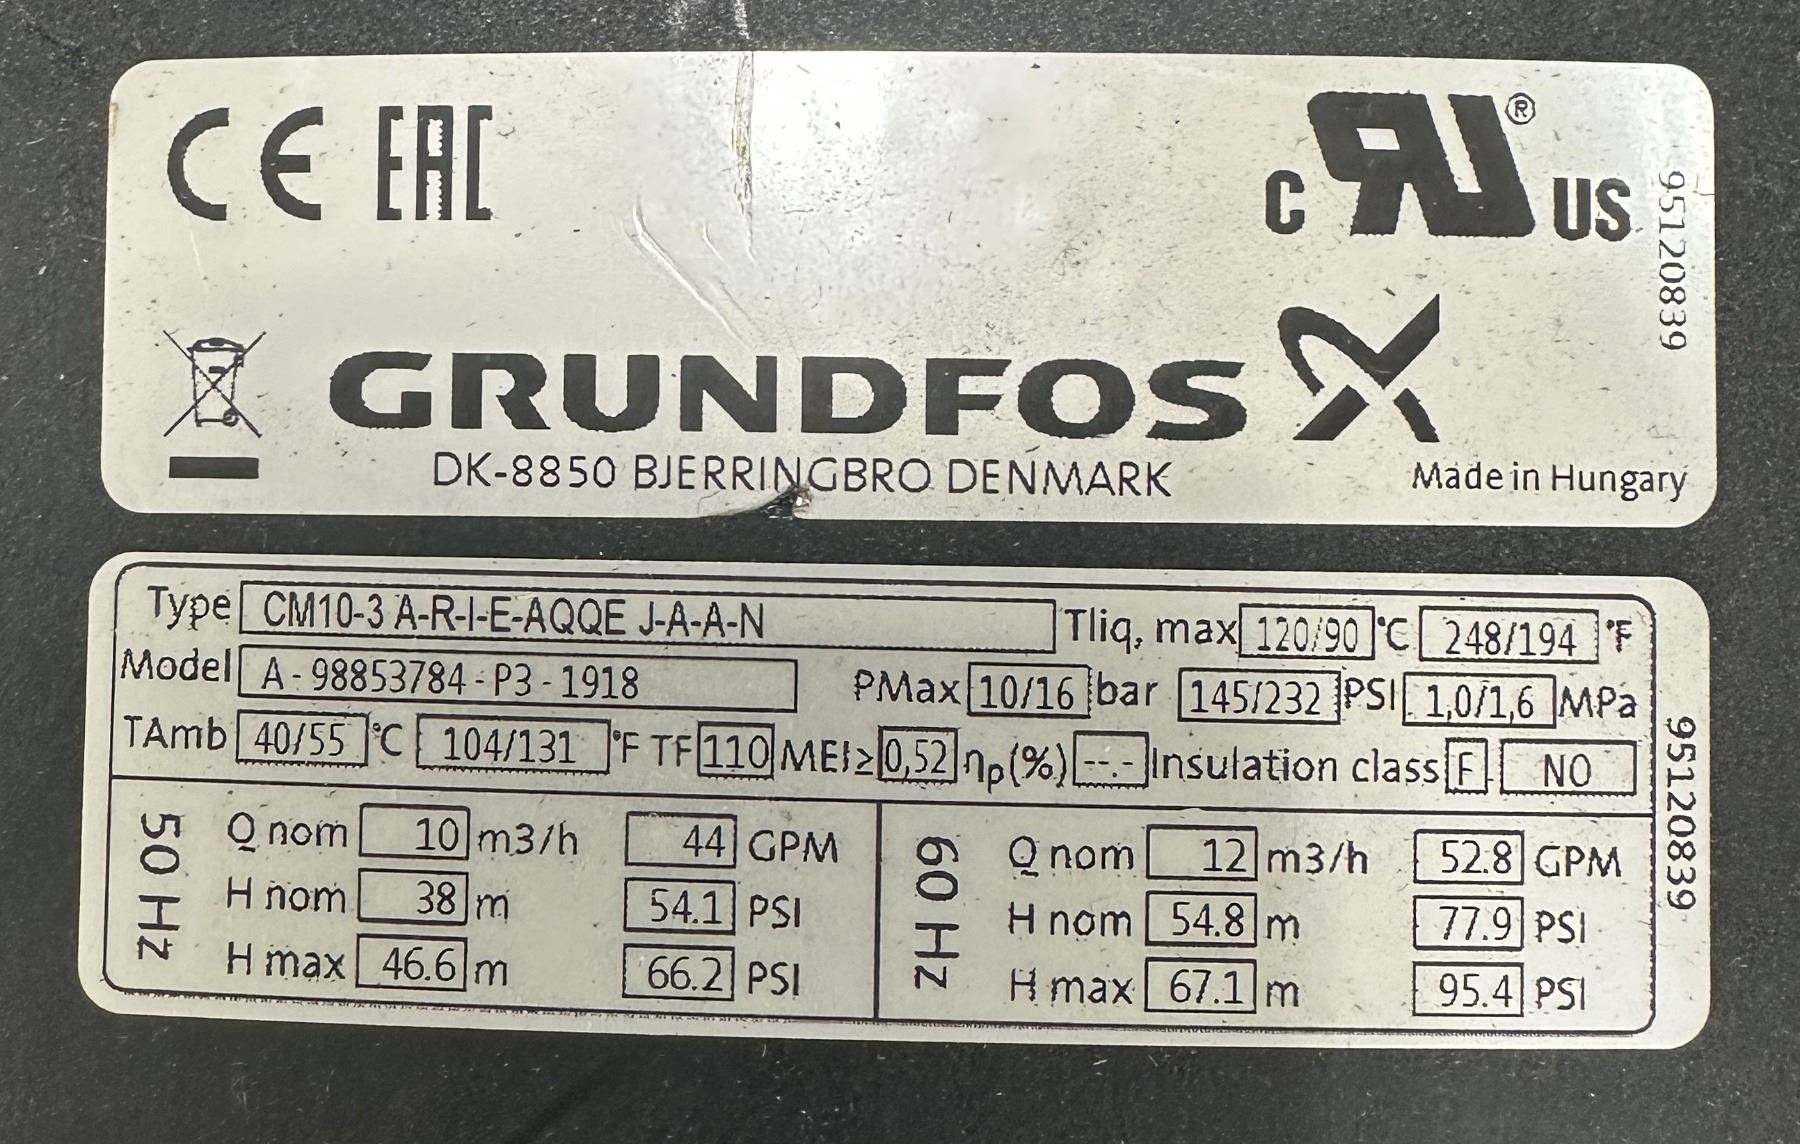 CE EAC
c RU® US
95120839
GRUNDFOS
DK-8850 BJERRINGBRO DENMARK
Made in Hungary
Type CM10-3 A-R-I-E-AQQE J-A-A-N Tliq, max 120/90 °C 248/194 °F
Model A - 98853784 - P3 - 1918 PMax 10/16 bar 145/232 PSI 1,0/1,6 MPa
TAmb 40/55 °C 104/131 °F TF 110 MEI≥ 0,52 ηp(%) --.- Insulation class F NO
95120839
50 Hz
Q nom 10 m3/h 44 GPM
H nom 38 m 54.1 PSI
H max 46.6 m 66.2 PSI
60 Hz
Q nom 12 m3/h 52.8 GPM
H nom 54.8 m 77.9 PSI
H max 67.1 m 95.4 PSI